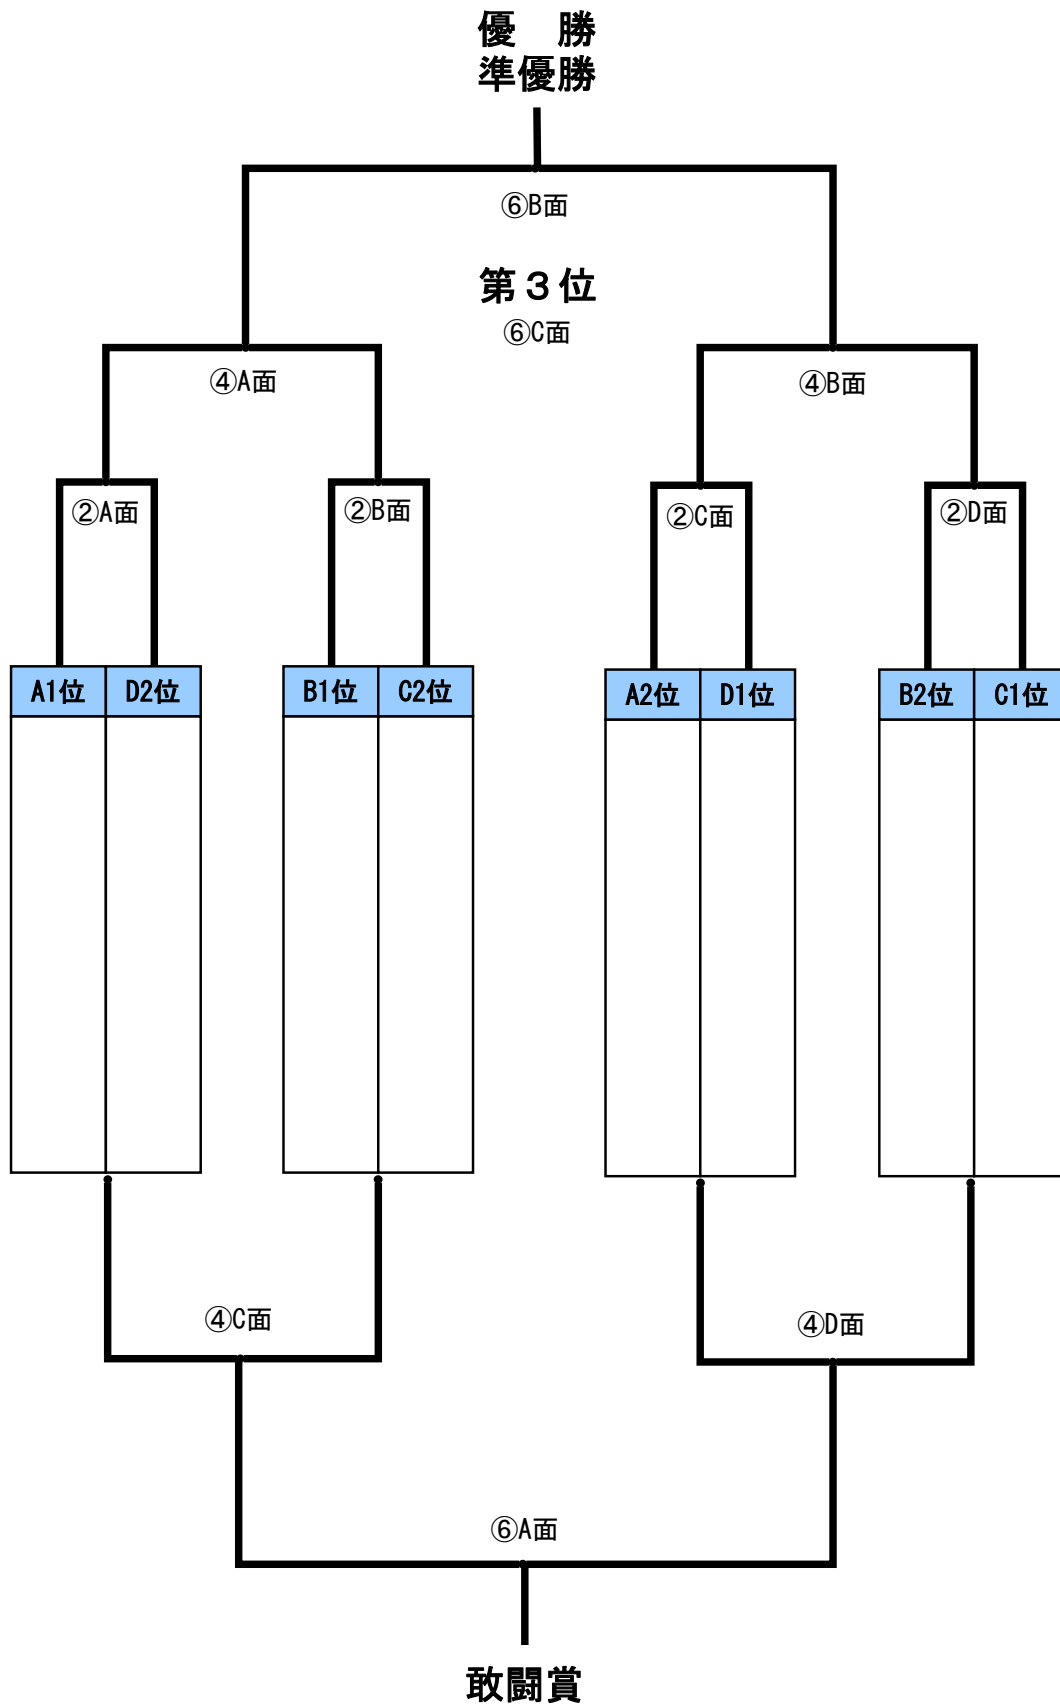 優　勝
準優勝
⑥B面
第３位
⑥C面
④A面
④B面
②A面
②B面
②C面
②D面
A1位
D2位
B1位
C2位
A2位
D1位
B2位
C1位
④C面
④D面
⑥A面
敢闘賞